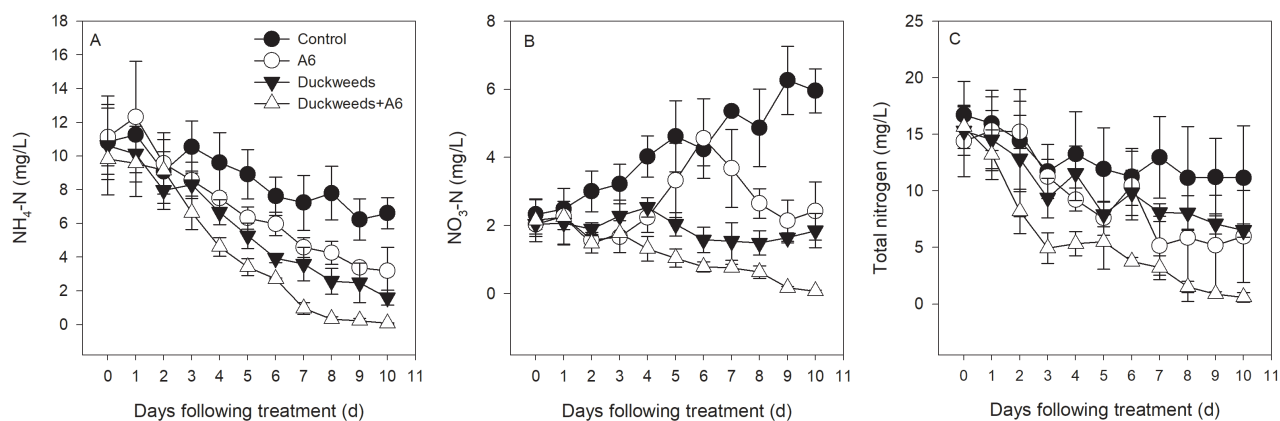 A
Control
A6
Duckweeds
Duckweeds+A6
NH4-N (mg/L)
18
16
14
12
10
8
6
4
2
0
0 1 2 3 4 5 6 7 8 9 10 11
Days following treatment (d)
B
NO3-N (mg/L)
8
6
4
2
0
0 1 2 3 4 5 6 7 8 9 10 11
Days following treatment (d)
C
Total nitrogen (mg/L)
25
20
15
10
5
0
0 1 2 3 4 5 6 7 8 9 10 11
Days following treatment (d)